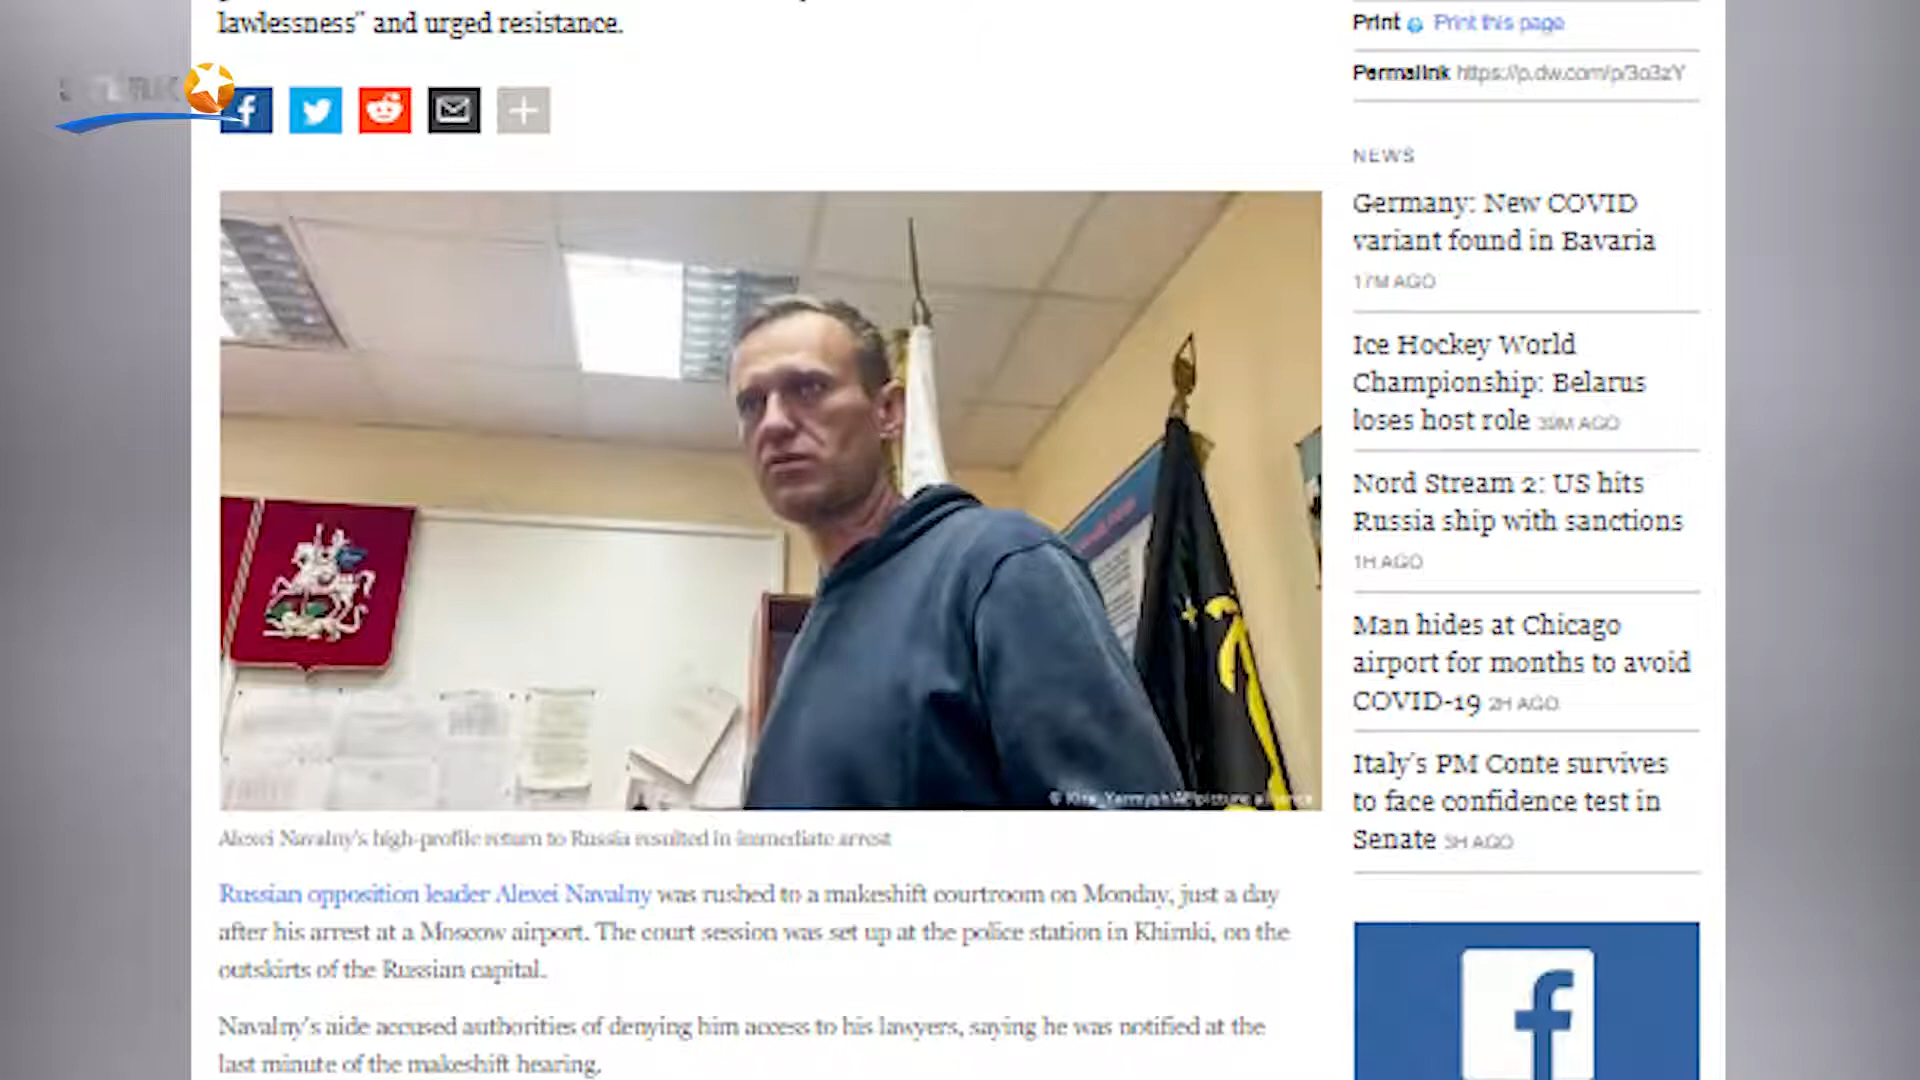 lawlessness" and urged resistance.
Alexei Navalny's high-profile return to Russia resulted in immediate arrest
Russian opposition leader Alexei Navalny was rushed to a makeshift courtroom on Monday, just a day
after his arrest at a Moscow airport. The court session was set up at the police station in Khimki, on the
outskirts of the Russian capital.
Navalny's aide accused authorities of denying him access to his lawyers, saying he was notified at the
last minute of the makeshift hearing.
Print Print this page
Permalink https://p.dw.com/p/3o3zY
NEWS
Germany: New COVID
variant found in Bavaria
17M AGO
Ice Hockey World
Championship: Belarus
loses host role 39M AGO
Nord Stream 2: US hits
Russia ship with sanctions
1H AGO
Man hides at Chicago
airport for months to avoid
COVID-19 2H AGO
Italy's PM Conte survives
to face confidence test in
Senate 3H AGO